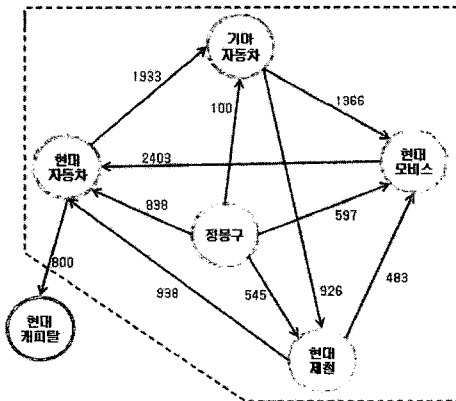 기아
자동차
1933
1366
100
현대
자동차
2403
현대
모비스
898
597
정몽구
800
938
545
926
483
현대
캐피탈
현대
제철